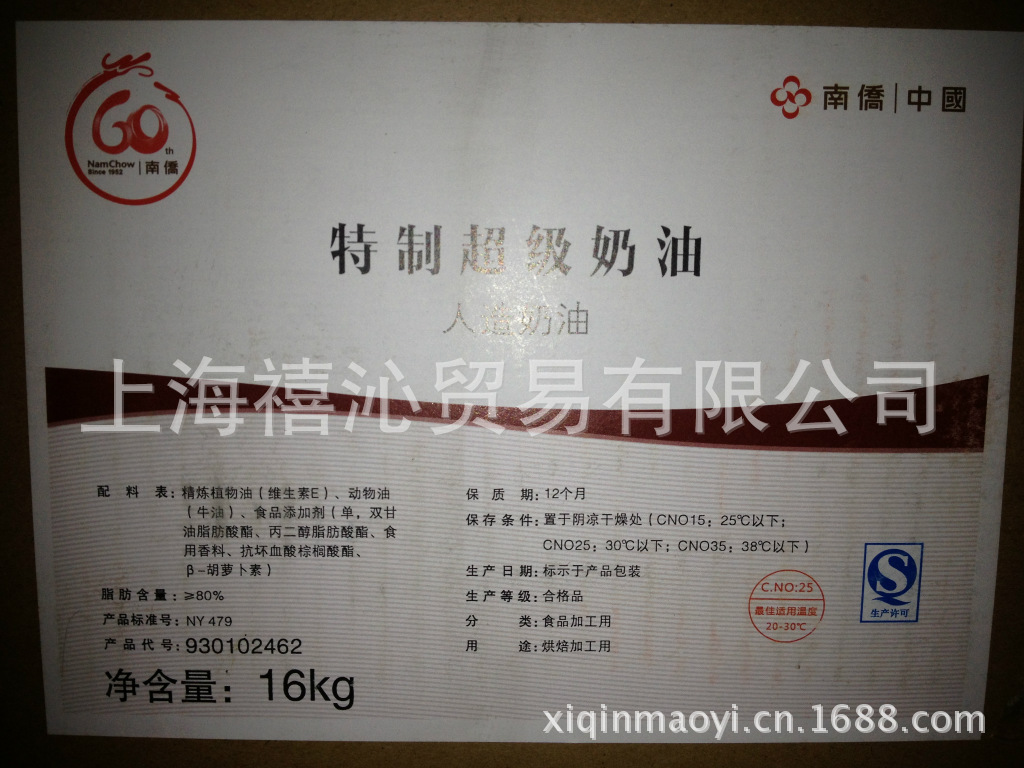 60th
NamChow
Since 1952
南僑
南僑|中國
特制超级奶油
人造奶油
上海禧沁贸易有限公司
配料表：精炼植物油（维生素E）、动物油
（牛油）、食品添加剂（单，双甘
油脂肪酸酯、丙二醇脂肪酸酯、食
用香料、抗坏血酸棕榈酸酯、
β-胡萝卜素）
脂肪含量：≥80%
产品标准号：NY 479
产品代号：930102462
净含量：16kg
保质期：12个月
保存条件：置于阴凉干燥处（CNO15：25℃以下；
CNO25：30℃以下；CNO35：38℃以下）
生产日期：标示于产品包装
生产等级：合格品
分类：食品加工用
用途：烘焙加工用
C.NO:25
最佳适用温度
20-30℃
生产许可
xiqinmaoyi.cn.1688.com